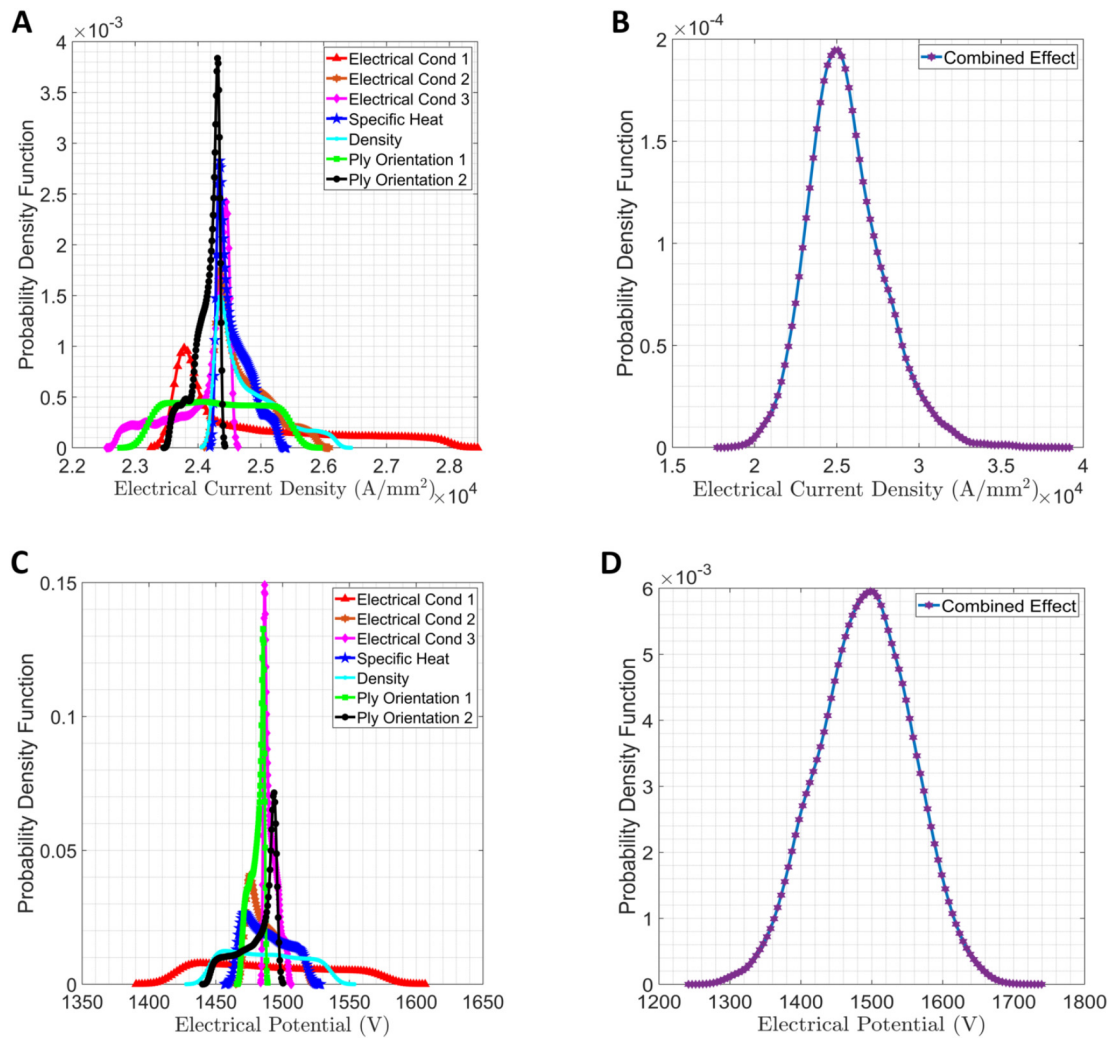 A
×10-3
4
3.5
3
2.5
2
1.5
1
0.5
0
Probability Density Function
Electrical Cond 1
Electrical Cond 2
Electrical Cond 3
Specific Heat
Density
Ply Orientation 1
Ply Orientation 2
2.2 2.3 2.4 2.5 2.6 2.7 2.8
Electrical Current Density (A/mm2) ×104
B
×10-4
2
1.5
1
0.5
0
Probability Density Function
Combined Effect
1.5 2 2.5 3 3.5 4
Electrical Current Density (A/mm2) ×104
C
0.15
0.1
0.05
0
Probability Density Function
Electrical Cond 1
Electrical Cond 2
Electrical Cond 3
Specific Heat
Density
Ply Orientation 1
Ply Orientation 2
1350 1400 1450 1500 1550 1600 1650
Electrical Potential (V)
D
×10-3
6
5
4
3
2
1
0
Probability Density Function
Combined Effect
1200 1300 1400 1500 1600 1700 1800
Electrical Potential (V)